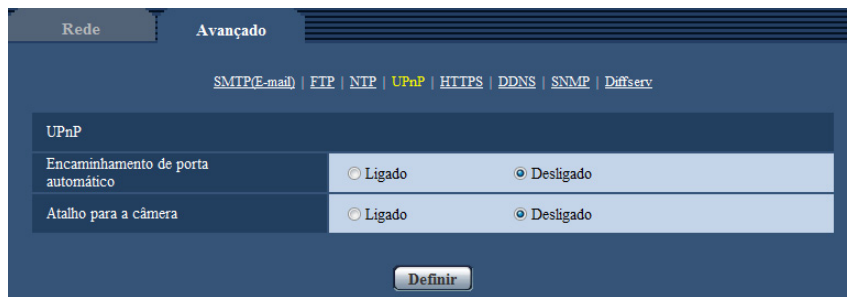 Rede Avançado
SMTP(E-mail) | FTP | NTP | UPnP | HTTPS | DDNS | SNMP | Diffserv
UPnP
Encaminhamento de porta
automático
Ligado Desligado
Atalho para a câmera Ligado Desligado
Definir